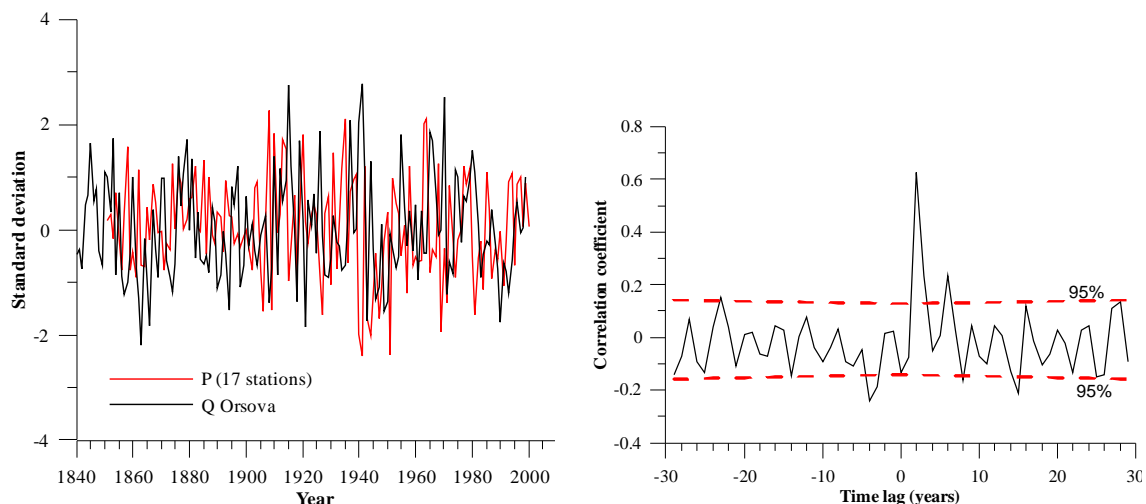 4
2
0
-2
-4
Standard deviation
P (17 stations)
Q Orsova
1840 1860 1880 1900 1920 1940 1960 1980 2000
Year
0.8
0.6
0.4
0.2
0
-0.2
-0.4
Correlation coefficient
95%
95%
-30 -20 -10 0 10 20 30
Time lag (years)